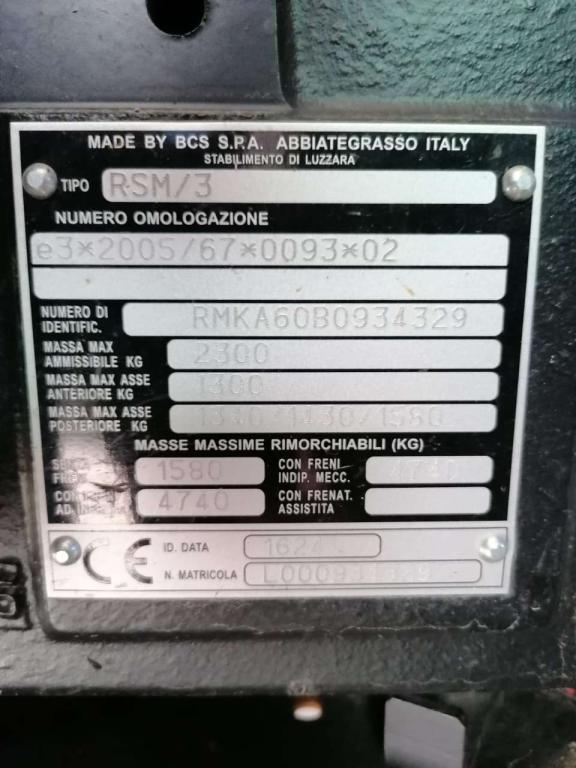 MADE BY BCS S.P.A. ABBIATEGRASSO ITALY
STABILIMENTO DI LUZZARA
TIPO RSM/3
NUMERO OMOLOGAZIONE
e3*2005/67*0093*02
NUMERO DI IDENTIFIC. RMKA60B0934329
MASSA MAX AMMISSIBILE KG 2300
MASSA MAX ASSE ANTERIORE KG 1300
MASSA MAX ASSE POSTERIORE KG
MASSE MASSIME RIMORCHIABILI (KG)
1580 CON FRENI INDIP. MECC.
4740 CON FRENAT. ASSISTITA
CE ID. DATA
N. MATRICOLA